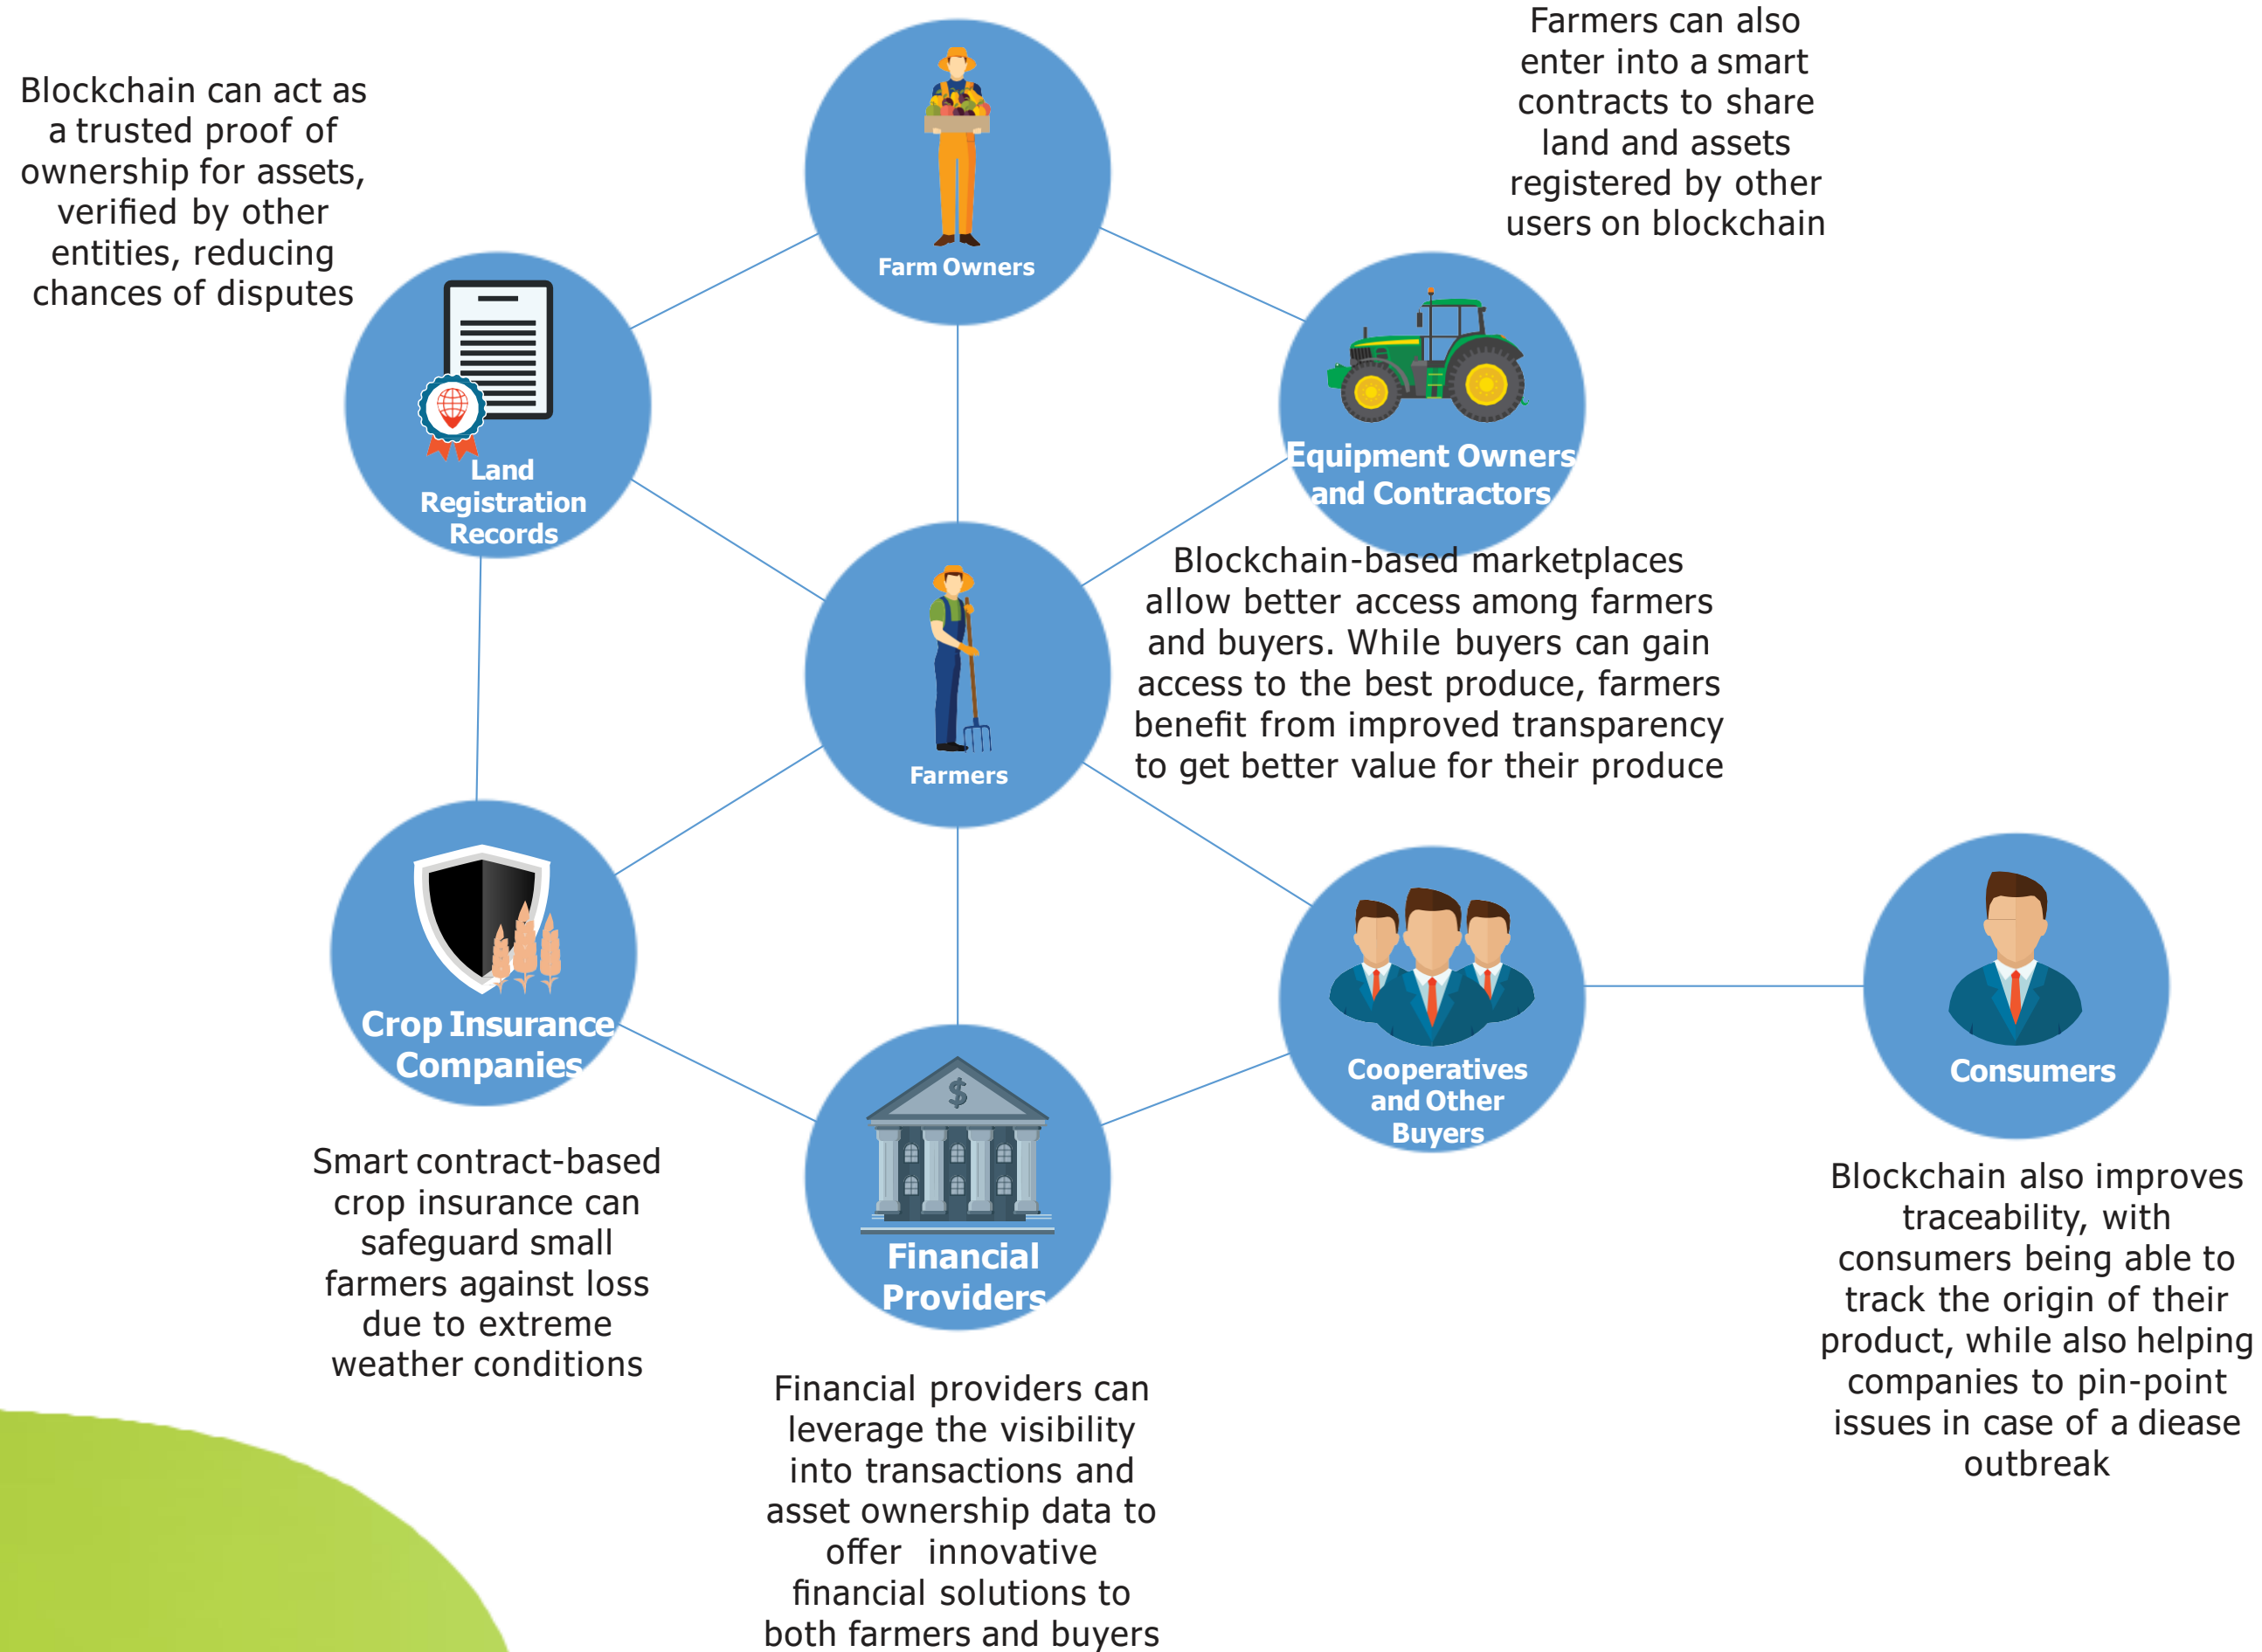 Farmers can also
enter into a smart
contracts to share
land and assets
registered by other
users on blockchain
Blockchain can act as
a trusted proof of
ownership for assets,
verified by other
entities, reducing
chances of disputes
Farm Owners
Equipment Owners
and Contractors
Land
Registration
Records
Blockchain-based marketplaces
allow better access among farmers
and buyers. While buyers can gain
access to the best produce, farmers
benefit from improved transparency
to get better value for their produce
Farmers
Crop Insurance
Companies
Cooperatives
and Other
Buyers
Consumers
Smart contract-based
crop insurance can
safeguard small
farmers against loss
due to extreme
weather conditions
$
Financial
Providers
Blockchain also improves
traceability, with
consumers being able to
track the origin of their
product, while also helping
companies to pin-point
issues in case of a diease
outbreak
Financial providers can
leverage the visibility
into transactions and
asset ownership data to
offer innovative
financial solutions to
both farmers and buyers